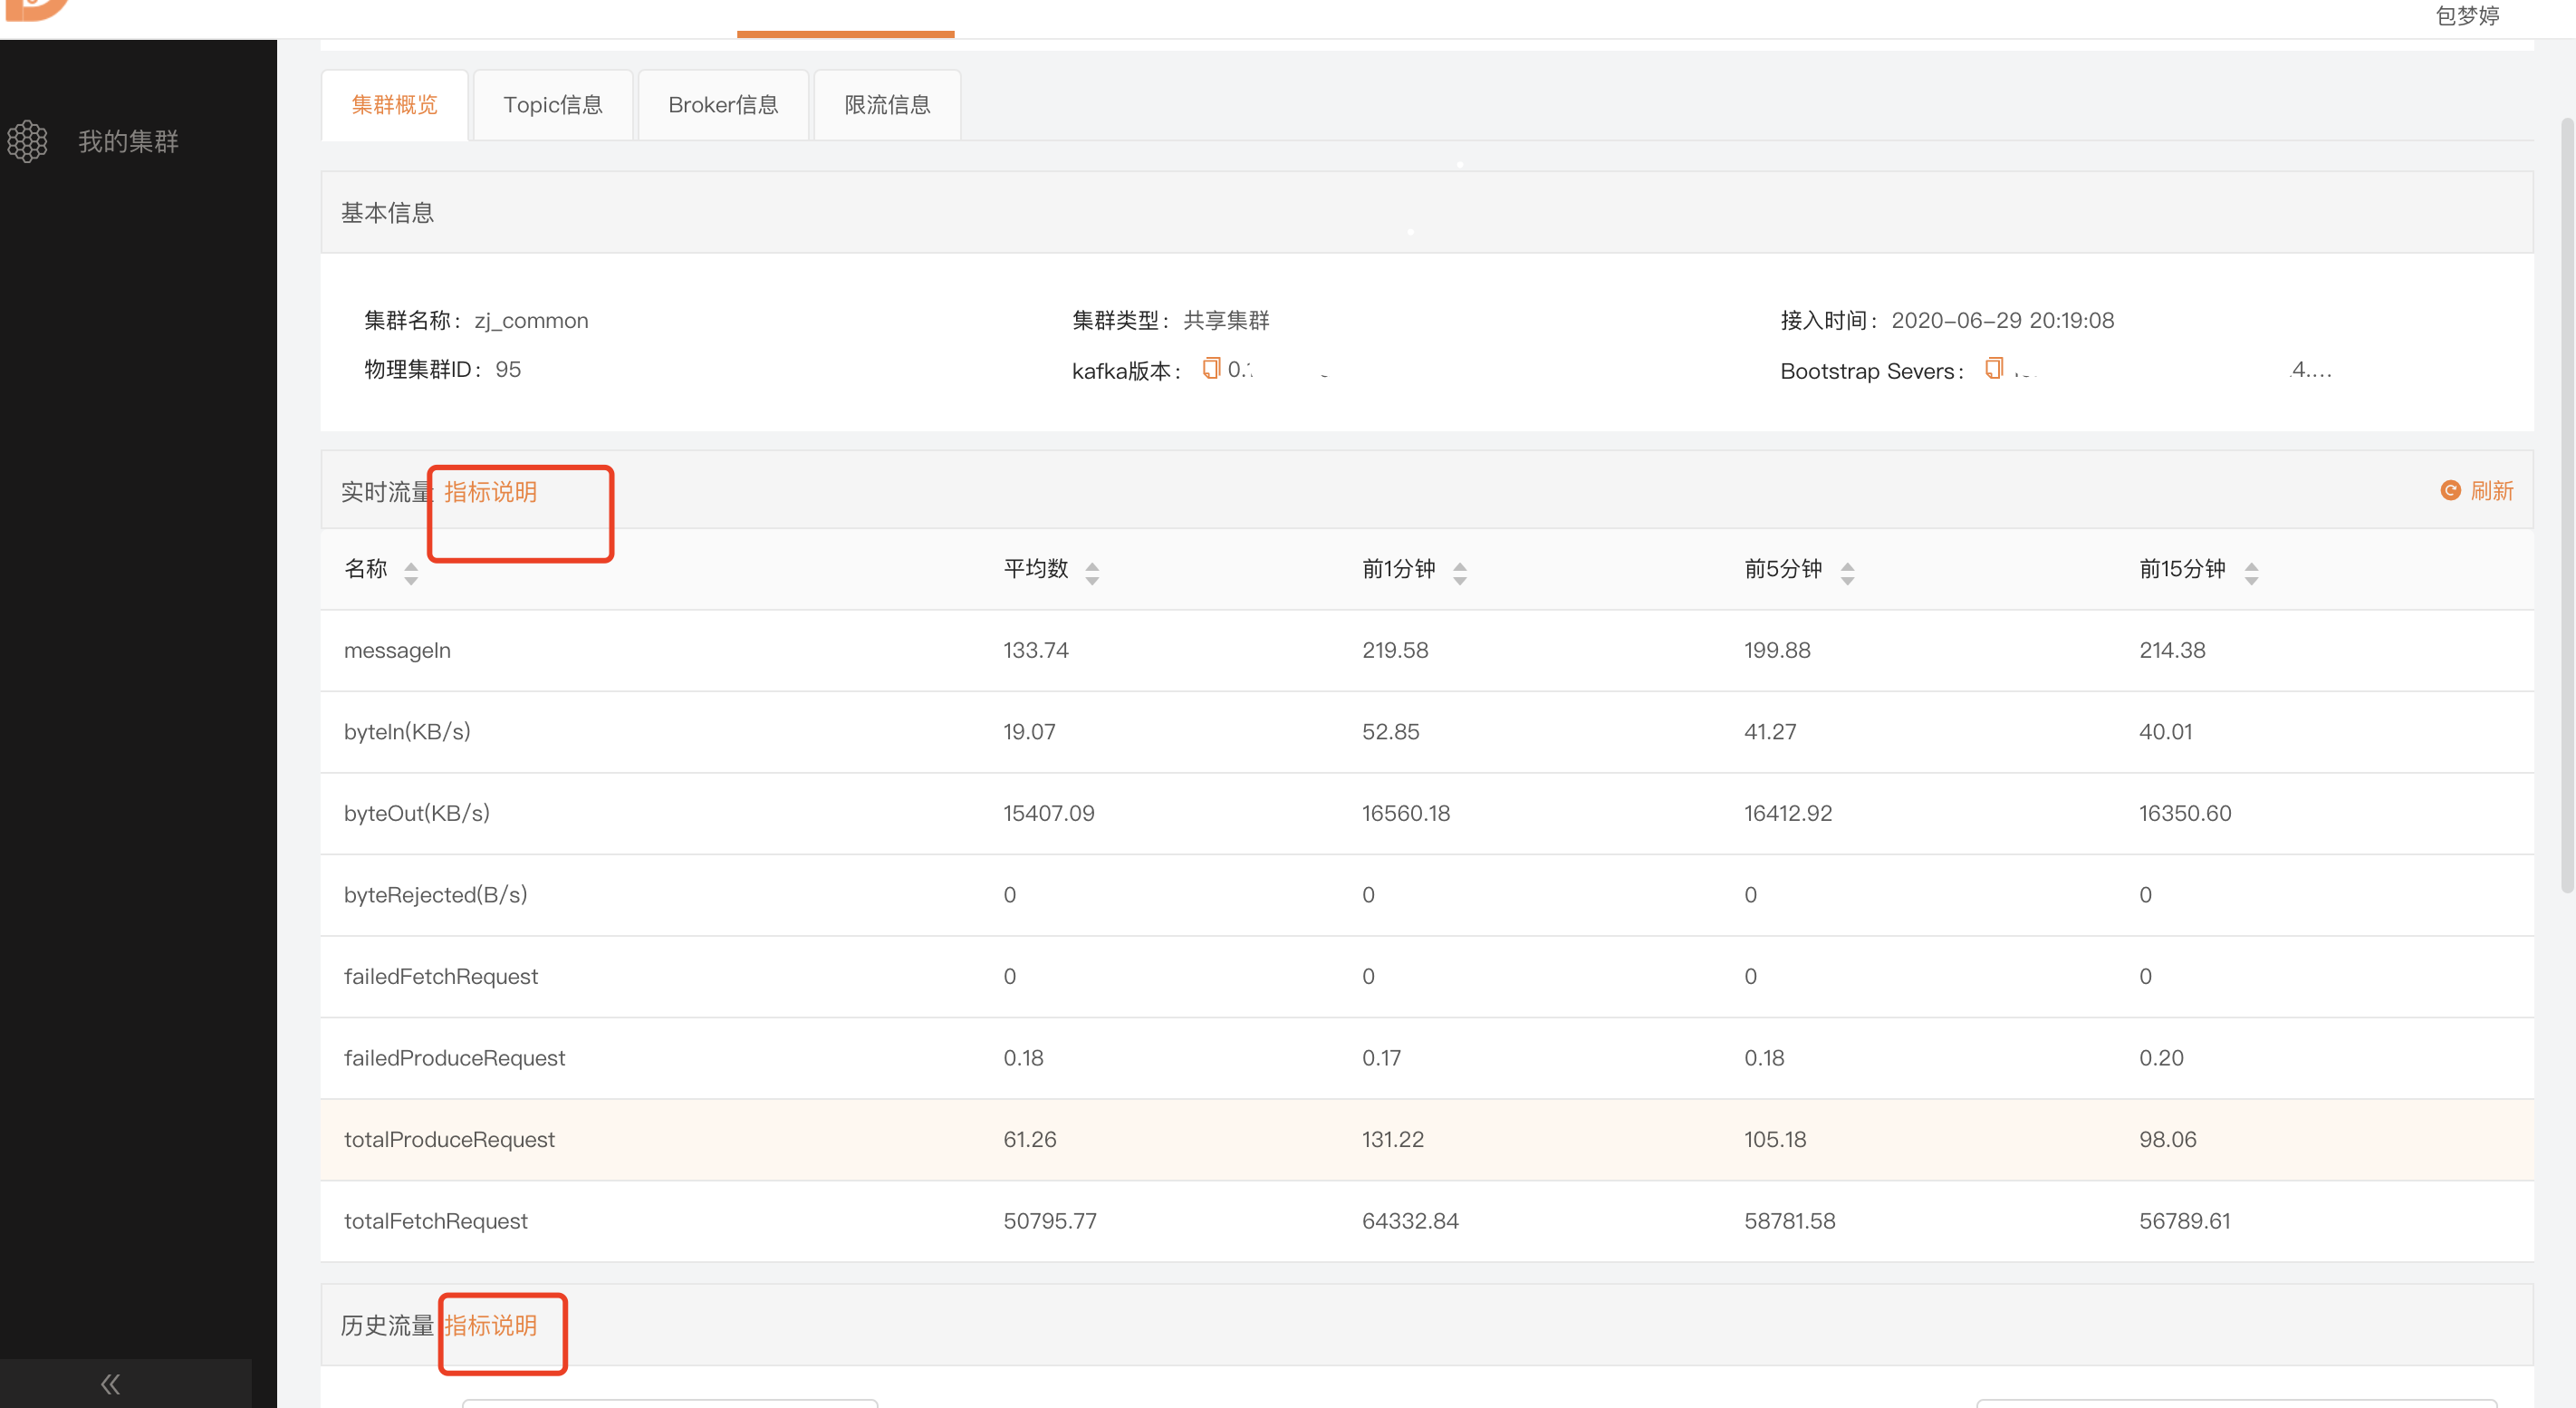 包梦婷
集群概览 Topic信息 Broker信息 限流信息
我的集群
基本信息
集群名称： zj_common 集群类型： 共享集群 接入时间： 2020-06-29 20:19:08
物理集群ID： 95 kafka版本： Bootstrap Severs：
实时流量 指标说明 刷新
名称 平均数 前1分钟 前5分钟 前15分钟
messageIn 133.74 219.58 199.88 214.38
byteIn(KB/s) 19.07 52.85 41.27 40.01
byteOut(KB/s) 15407.09 16560.18 16412.92 16350.60
byteRejected(B/s) 0 0 0 0
failedFetchRequest 0 0 0 0
failedProduceRequest 0.18 0.17 0.18 0.20
totalProduceRequest 61.26 131.22 105.18 98.06
totalFetchRequest 50795.77 64332.84 58781.58 56789.61
历史流量 指标说明